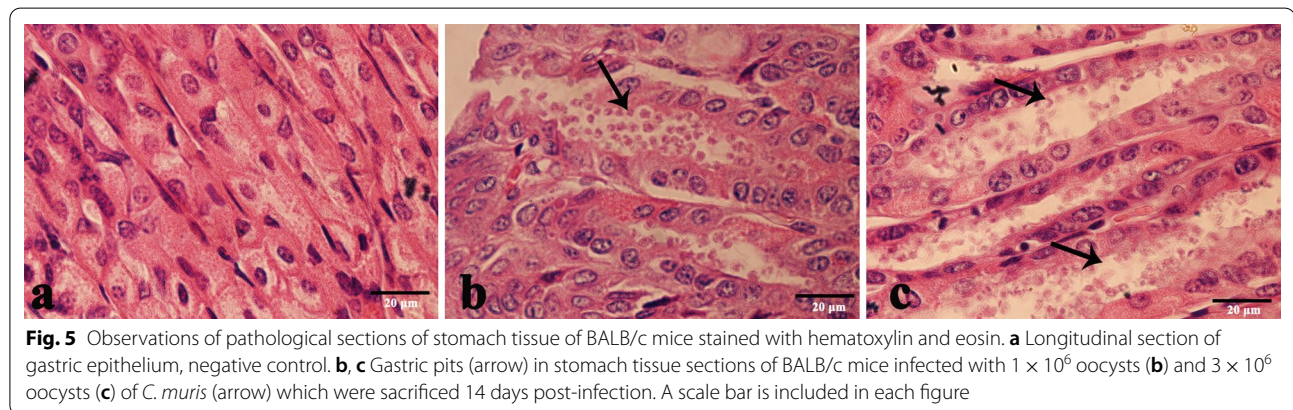 a 20 µm b 20 µm c 20 µm
Fig. 5 Observations of pathological sections of stomach tissue of BALB/c mice stained with hematoxylin and eosin. a Longitudinal section of
gastric epithelium, negative control. b, c Gastric pits (arrow) in stomach tissue sections of BALB/c mice infected with 1 × 10⁶ oocysts (b) and 3 × 10⁶
oocysts (c) of C. muris (arrow) which were sacrificed 14 days post-infection. A scale bar is included in each figure